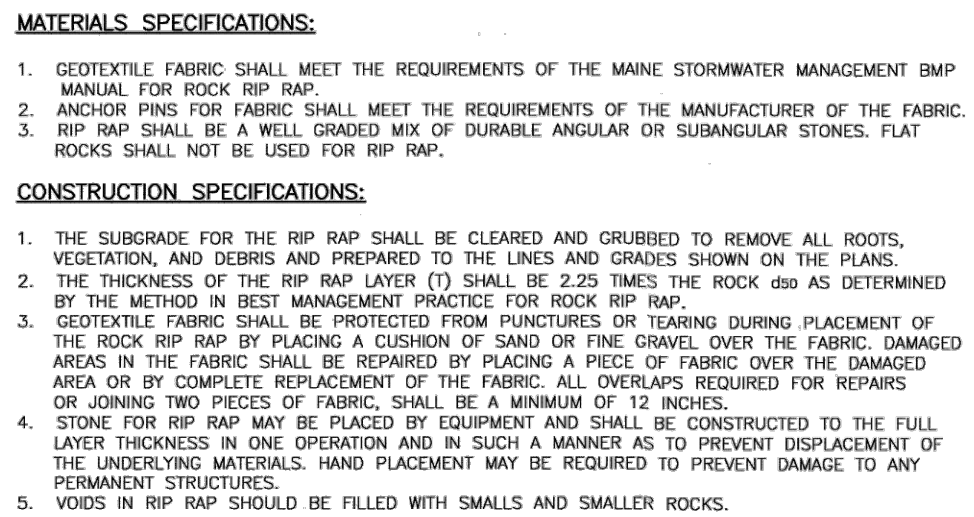 MATERIALS SPECIFICATIONS:
1. GEOTEXTILE FABRIC SHALL MEET THE REQUIREMENTS OF THE MAINE STORMWATER MANAGEMENT BMP
MANUAL FOR ROCK RIP RAP.
2. ANCHOR PINS FOR FABRIC SHALL MEET THE REQUIREMENTS OF THE MANUFACTURER OF THE FABRIC.
3. RIP RAP SHALL BE A WELL GRADED MIX OF DURABLE ANGULAR OR SUBANGULAR STONES. FLAT
ROCKS SHALL NOT BE USED FOR RIP RAP.
CONSTRUCTION SPECIFICATIONS:
1. THE SUBGRADE FOR THE RIP RAP SHALL BE CLEARED AND GRUBBED TO REMOVE ALL ROOTS,
VEGETATION, AND DEBRIS AND PREPARED TO THE LINES AND GRADES SHOWN ON THE PLANS.
2. THE THICKNESS OF THE RIP RAP LAYER (T) SHALL BE 2.25 TIMES THE ROCK d50 AS DETERMINED
BY THE METHOD IN BEST MANAGEMENT PRACTICE FOR ROCK RIP RAP.
3. GEOTEXTILE FABRIC SHALL BE PROTECTED FROM PUNCTURES OR TEARING DURING PLACEMENT OF
THE ROCK RIP RAP BY PLACING A CUSHION OF SAND OR FINE GRAVEL OVER THE FABRIC. DAMAGED
AREAS IN THE FABRIC SHALL BE REPAIRED BY PLACING A PIECE OF FABRIC OVER THE DAMAGED
AREA OR BY COMPLETE REPLACEMENT OF THE FABRIC. ALL OVERLAPS REQUIRED FOR REPAIRS
OR JOINING TWO PIECES OF FABRIC, SHALL BE A MINIMUM OF 12 INCHES.
4. STONE FOR RIP RAP MAY BE PLACED BY EQUIPMENT AND SHALL BE CONSTRUCTED TO THE FULL
LAYER THICKNESS IN ONE OPERATION AND IN SUCH A MANNER AS TO PREVENT DISPLACEMENT OF
THE UNDERLYING MATERIALS. HAND PLACEMENT MAY BE REQUIRED TO PREVENT DAMAGE TO ANY
PERMANENT STRUCTURES.
5. VOIDS IN RIP RAP SHOULD BE FILLED WITH SMALLS AND SMALLER ROCKS.